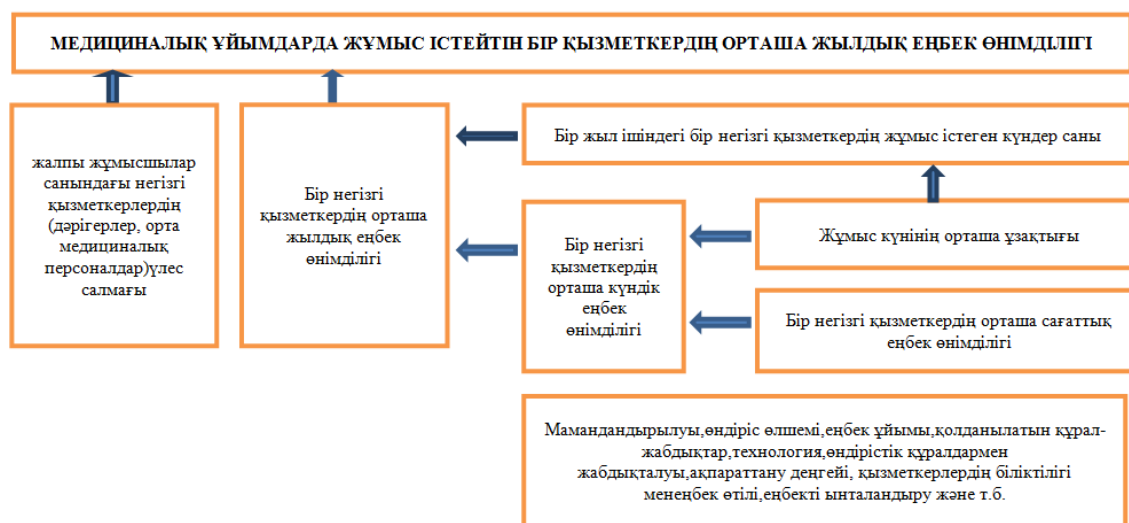 МЕДИЦИНАЛЫҚ ҰЙЫМДАРДА ЖҰМЫС ІСТЕЙТІН БІР ҚЫЗМЕТКЕРДІҢ ОРТАША ЖЫЛДЫҚ ЕҢБЕК ӨНІМДІЛІГІ
жалпы жұмысшылар
санындағы негізгі
қызметкерлердің
(дәрігерлер, орта
медициналық
персоналдар)үлес
салмағы
Бір негізгі
қызметкердің орташа
жылдық еңбек
өнімділігі
Бір жыл ішіндегі бір негізгі қызметкердің жұмыс істеген күндер саны
Бір негізгі
қызметкердің
орташа күндік
еңбек
өнімділігі
Жұмыс күнінің орташа ұзақтығы
Бір негізгі қызметкердің орташа сағаттық
еңбек өнімділігі
Мамандандырылуы,өндіріс өлшемі,еңбек ұйымы,қолданылатын құрал-
жабдықтар,технология,өндірістік құралдармен
жабдықталуы,ақпараттану деңгейі, қызметкерлердің біліктілігі
менеңбек өтілі,еңбекті ынталандыру және т.б.